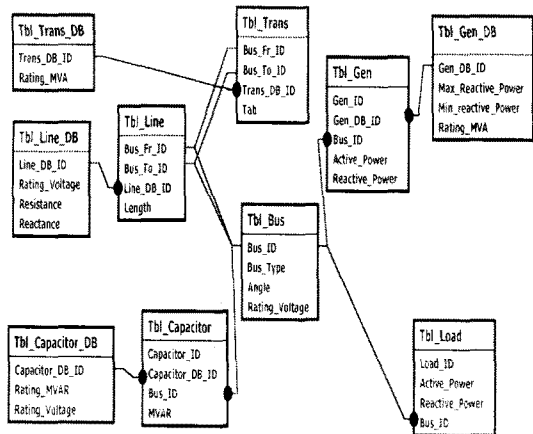 Tbl_Trans_DB
Trans_DB_ID
Rating_MVA
Tbl_Trans
Bus_Fr_ID
Bus_To_ID
Trans_DB_ID
Tab
Tbl_Gen_DB
Gen_DB_ID
Max_Reactive_Power
Min_reactive_Power
Rating_MVA
Tbl_Gen
Gen_ID
Gen_DB_ID
Bus_ID
Active_Power
Reactive_Power
Tbl_Line_DB
Line_DB_ID
Rating_Voltage
Resistance
Reactance
Tbl_Line
Bus_Fr_ID
Bus_To_ID
Line_DB_ID
Length
Tbl_Bus
Bus_ID
Bus_Type
Angle
Rating_Voltage
Tbl_Capacitor_DB
Capacitor_DB_ID
Rating_MVAR
Rating_Voltage
Tbl_Capacitor
Capacitor_ID
Capacitor_DB_ID
Bus_ID
MVAR
Tbl_Load
Load_ID
Active_Power
Reactive_Power
Bus_ID